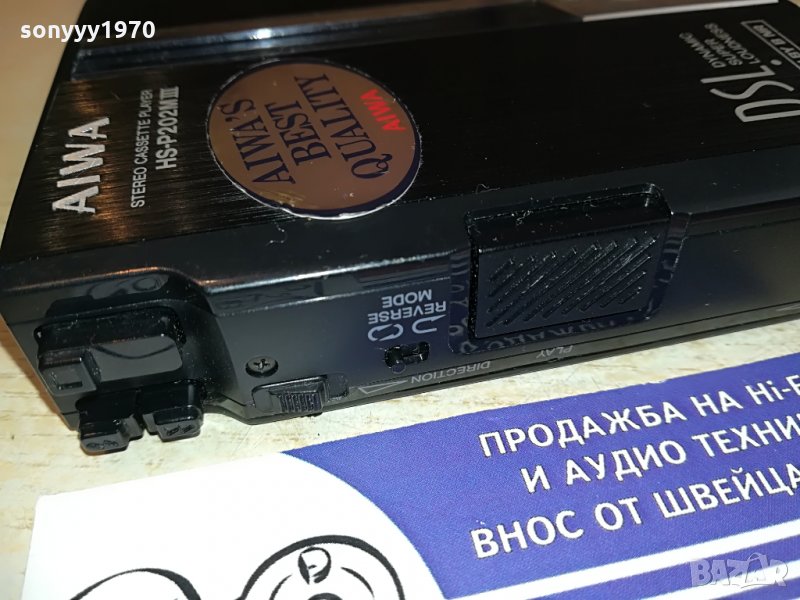 sonyyy1970
AIWA
STEREO CASSETTE PLAYER
HS-P202MIII
AIWA'S
BEST
QUALITY
AIWA
DSL
DYNAMIC
SUPER
LOUDNESS
REVERSE
MODE
PLAY
DIRECTION
ПРОДАЖБА НА Hi-
И АУДИО ТЕХНИ
ВНОС ОТ ШВЕЙЦА
BAZAR